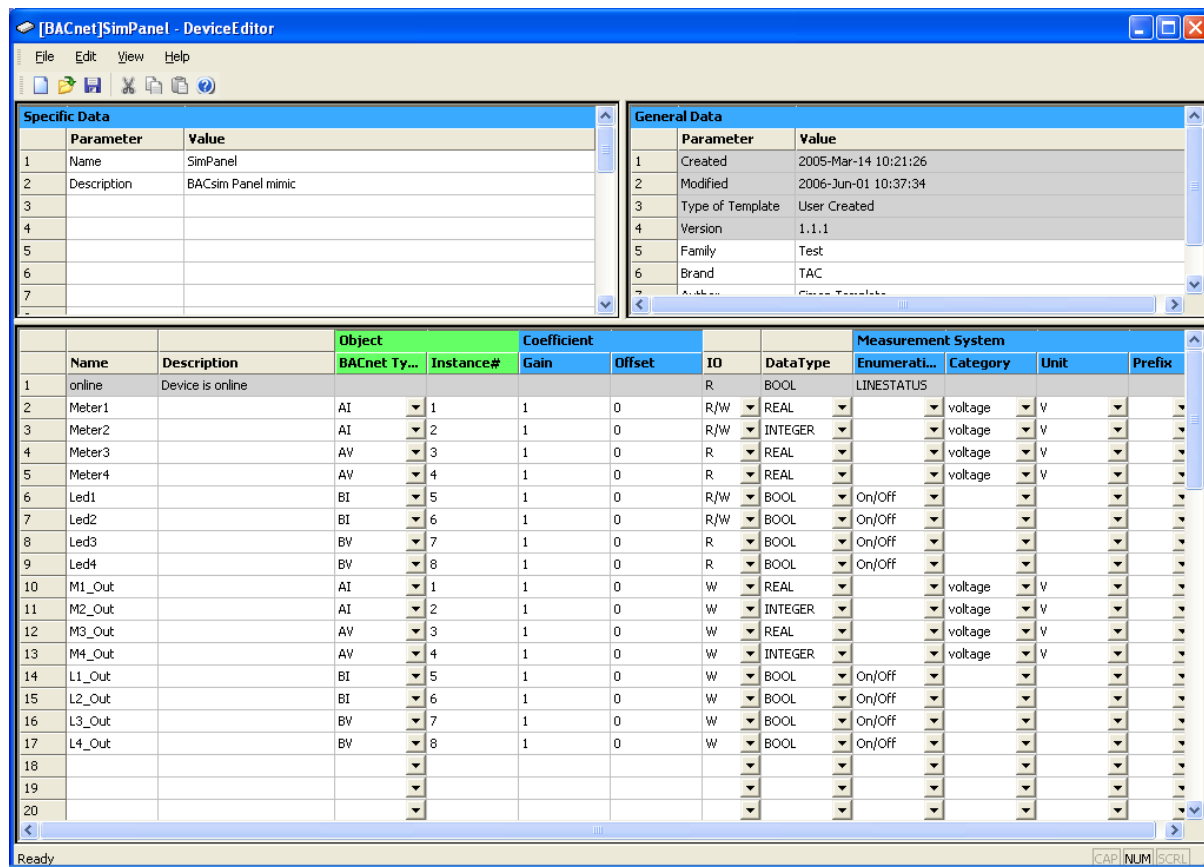 [BACnet]SimPanel - DeviceEditor
File Edit View Help
Specific Data
Parameter Value
1 Name SimPanel
2 Description BACsim Panel mimic
3
4
5
6
7
General Data
Parameter Value
1 Created 2005-Mar-14 10:21:26
2 Modified 2006-Jun-01 10:37:34
3 Type of Template User Created
4 Version 1.1.1
5 Family Test
6 Brand TAC
7 Author Simon Template
Object Coefficient Measurement System
Name Description BACnet Ty... Instance# Gain Offset IO DataType Enumerati... Category Unit Prefix
1 online Device is online R BOOL LINESTATUS
2 Meter1 AI 1 1 0 R/W REAL voltage V
3 Meter2 AI 2 1 0 R/W INTEGER voltage V
4 Meter3 AV 3 1 0 R REAL voltage V
5 Meter4 AV 4 1 0 R REAL voltage V
6 Led1 BI 5 1 0 R/W BOOL On/Off
7 Led2 BI 6 1 0 R/W BOOL On/Off
8 Led3 BV 7 1 0 R BOOL On/Off
9 Led4 BV 8 1 0 R BOOL On/Off
10 M1_Out AI 1 1 0 W REAL voltage V
11 M2_Out AI 2 1 0 W INTEGER voltage V
12 M3_Out AV 3 1 0 W REAL voltage V
13 M4_Out AV 4 1 0 W INTEGER voltage V
14 L1_Out BI 5 1 0 W BOOL On/Off
15 L2_Out BI 6 1 0 W BOOL On/Off
16 L3_Out BV 7 1 0 W BOOL On/Off
17 L4_Out BV 8 1 0 W BOOL On/Off
18
19
20
Ready CAP NUM SCRL